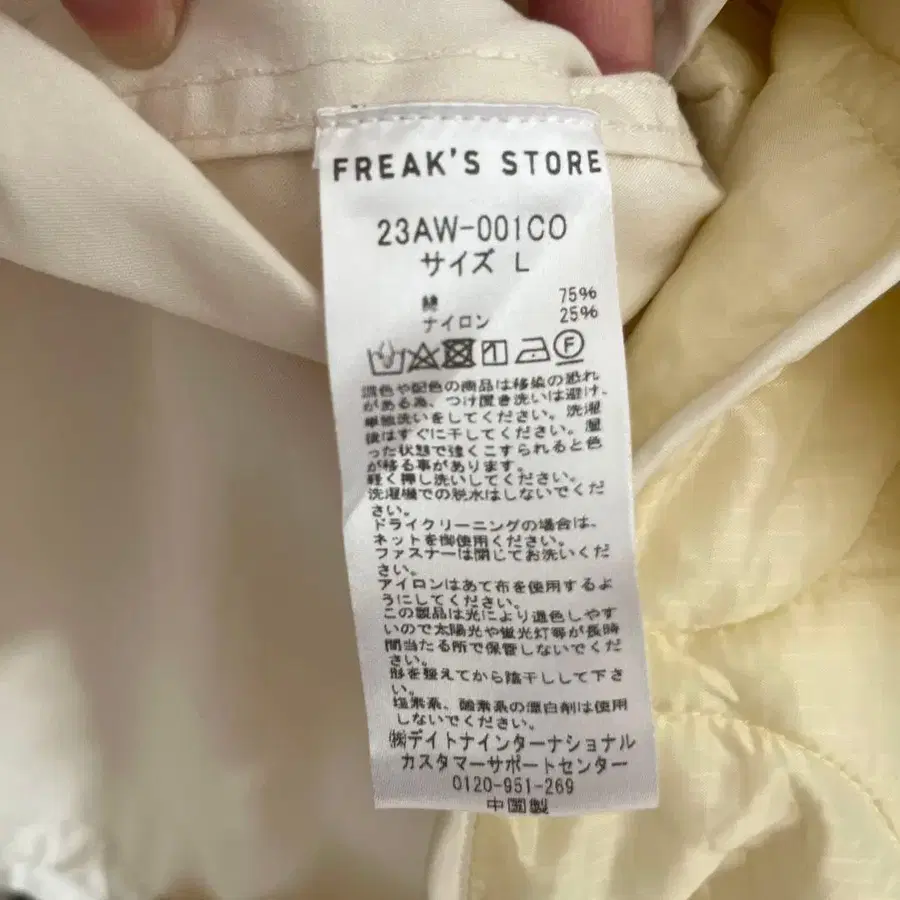 FREAK'S STORE
23AW-001CO
サイズ L
綿 75%
ナイロン 25%
F
濃色や配色の商品は移染の恐れ
がある為、つけ置き洗いは避け、
単独洗いをしてください。洗濯
後はすぐに干してください。湿
った状態で強くこすられると色
が移る事があります。
軽く押し洗いしてください。
洗濯機での脱水はしないでくだ
さい。
ドライクリーニングの場合は、
ネットを御使用ください。
ファスナーは閉じてお洗いくだ
さい。
アイロンはあて布を使用するよ
うにしてください。
この製品は光により退色しやす
いので太陽光や蛍光灯等が長時
間当たる所で保管しないでくだ
さい。
形を整えてから陰干しして下さ
い。
塩素系、酸素系の漂白剤は使用
しないでください。
㈱デイトナインターナショナル
カスタマーサポートセンター
0120-951-269
中国製